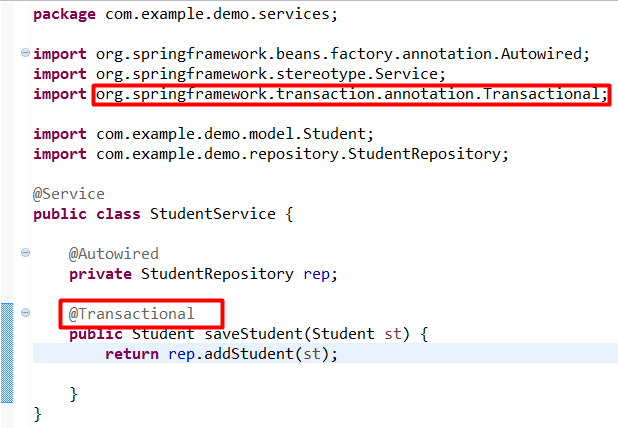 package com.example.demo.services;
import org.springframework.beans.factory.annotation.Autowired;
import org.springframework.stereotype.Service;
import org.springframework.transaction.annotation.Transactional;
import com.example.demo.model.Student;
import com.example.demo.repository.StudentRepository;
@Service
public class StudentService {
@Autowired
private StudentRepository rep;
@Transactional
public Student saveStudent(Student st) {
return rep.addStudent(st);
}
}